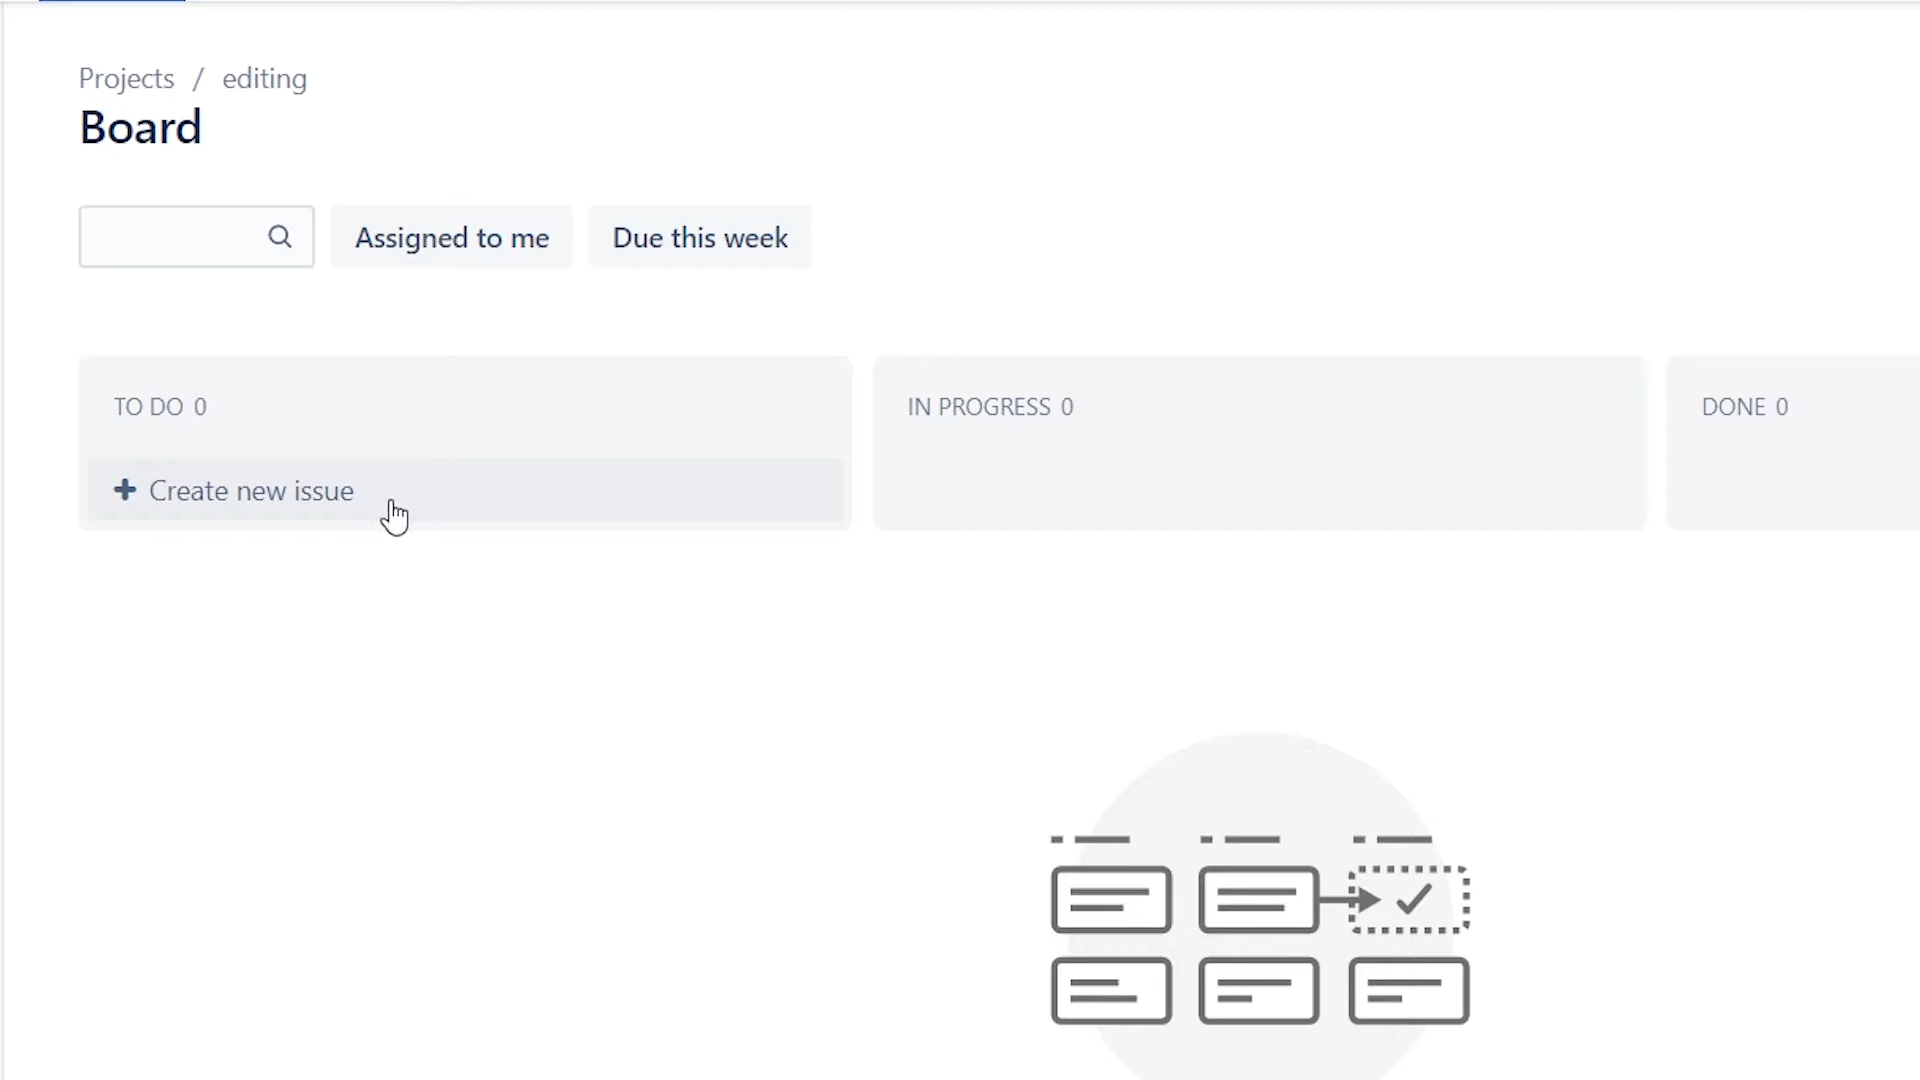 Projects / editing
Board
Assigned to me
Due this week
TO DO 0
IN PROGRESS 0
DONE 0
Create new issue